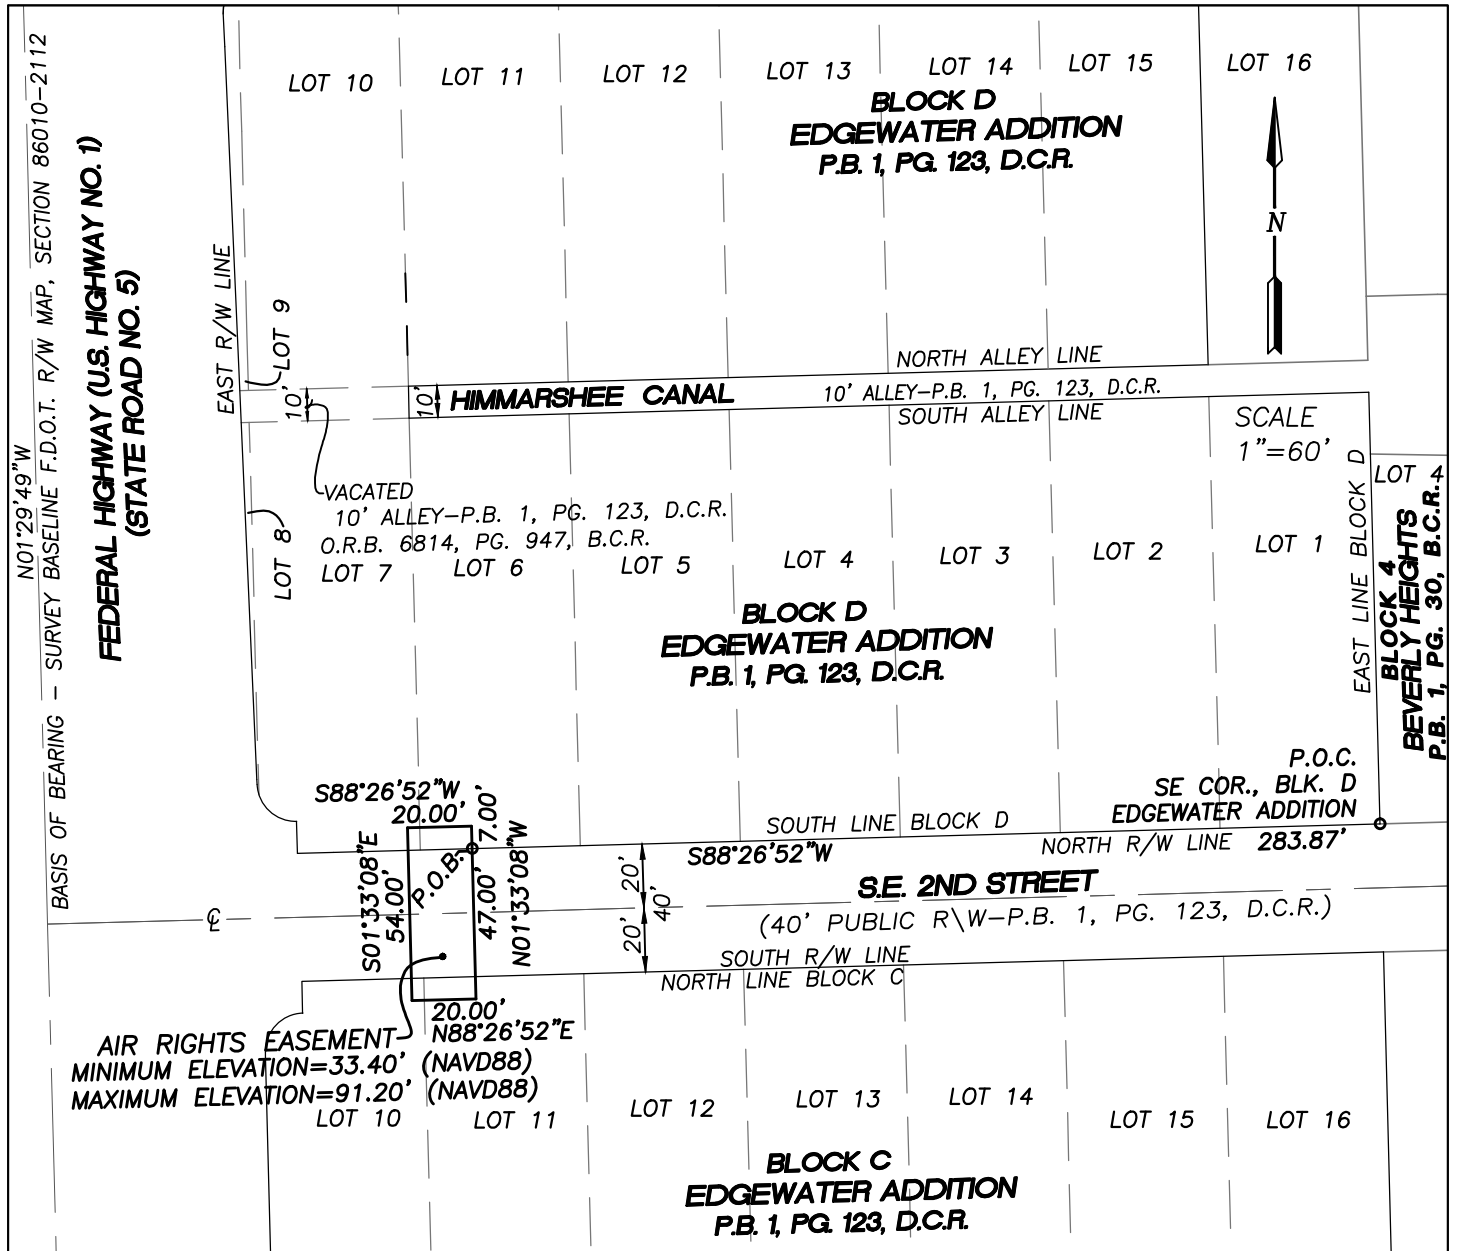 LOT 10
LOT 11
LOT 12
LOT 13
LOT 14
LOT 15
LOT 16
BLOCK D
EDGEWATER ADDITION
P.B. 1, PG. 123, D.C.R.
N
N01°29'49"W
BASIS OF BEARING - SURVEY BASELINE F.D.O.T. R/W MAP, SECTION 86010-2112
FEDERAL HIGHWAY (U.S. HIGHWAY NO. 1)
(STATE ROAD NO. 5)
EAST R/W LINE
LOT 9
10'
10'
NORTH ALLEY LINE
HIMMARSHEE CANAL
10' ALLEY-P.B. 1, PG. 123, D.C.R.
SOUTH ALLEY LINE
SCALE
1"=60'
VACATED
10' ALLEY-P.B. 1, PG. 123, D.C.R.
O.R.B. 6814, PG. 947, B.C.R.
LOT 8
LOT 7
LOT 6
LOT 5
LOT 4
LOT 3
LOT 2
LOT 1
EAST LINE BLOCK D
LOT 4
BLOCK 4
BEVERLY HEIGHTS
P.B. 1, PG. 30, B.C.R.
BLOCK D
EDGEWATER ADDITION
P.B. 1, PG. 123, D.C.R.
P.O.C.
SE COR., BLK. D
EDGEWATER ADDITION
S88°26'52"W
20.00'
7.00'
SOUTH LINE BLOCK D
S88°26'52"W
NORTH R/W LINE 283.87'
S01°33'08"E
54.00'
P.O.B.
47.00'
N01°33'08"W
20'
20'
40'
S.E. 2ND STREET
(40' PUBLIC R\W-P.B. 1, PG. 123, D.C.R.)
SOUTH R/W LINE
NORTH LINE BLOCK C
20.00'
N88°26'52"E
AIR RIGHTS EASEMENT
MINIMUM ELEVATION=33.40' (NAVD88)
MAXIMUM ELEVATION=91.20' (NAVD88)
LOT 10
LOT 11
LOT 12
LOT 13
LOT 14
LOT 15
LOT 16
BLOCK C
EDGEWATER ADDITION
P.B. 1, PG. 123, D.C.R.